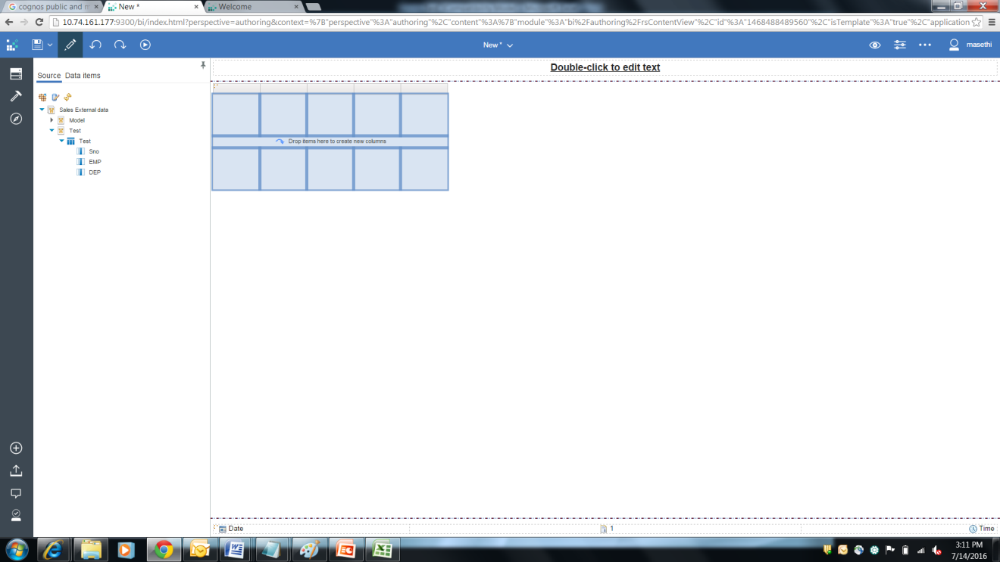 cognos public and m
New *
Welcome
10.74.161.177:9300/bi/index.html?perspective=authoring&context=%7B"perspective"%3A"authoring"%2C"content"%3A%7B"module"%3A"bi%2Fauthoring%2FrsContentView"%2C"id"%3A"1468488489560"%2C"isTemplate"%3A"true"%2C"application
New *
masethi
Source Data items
Double-click to edit text
Sales External data
Model
Test
Test
Sno
EMP
DEP
Drop items here to create new columns
Date
1
Time
3:11 PM
7/14/2016